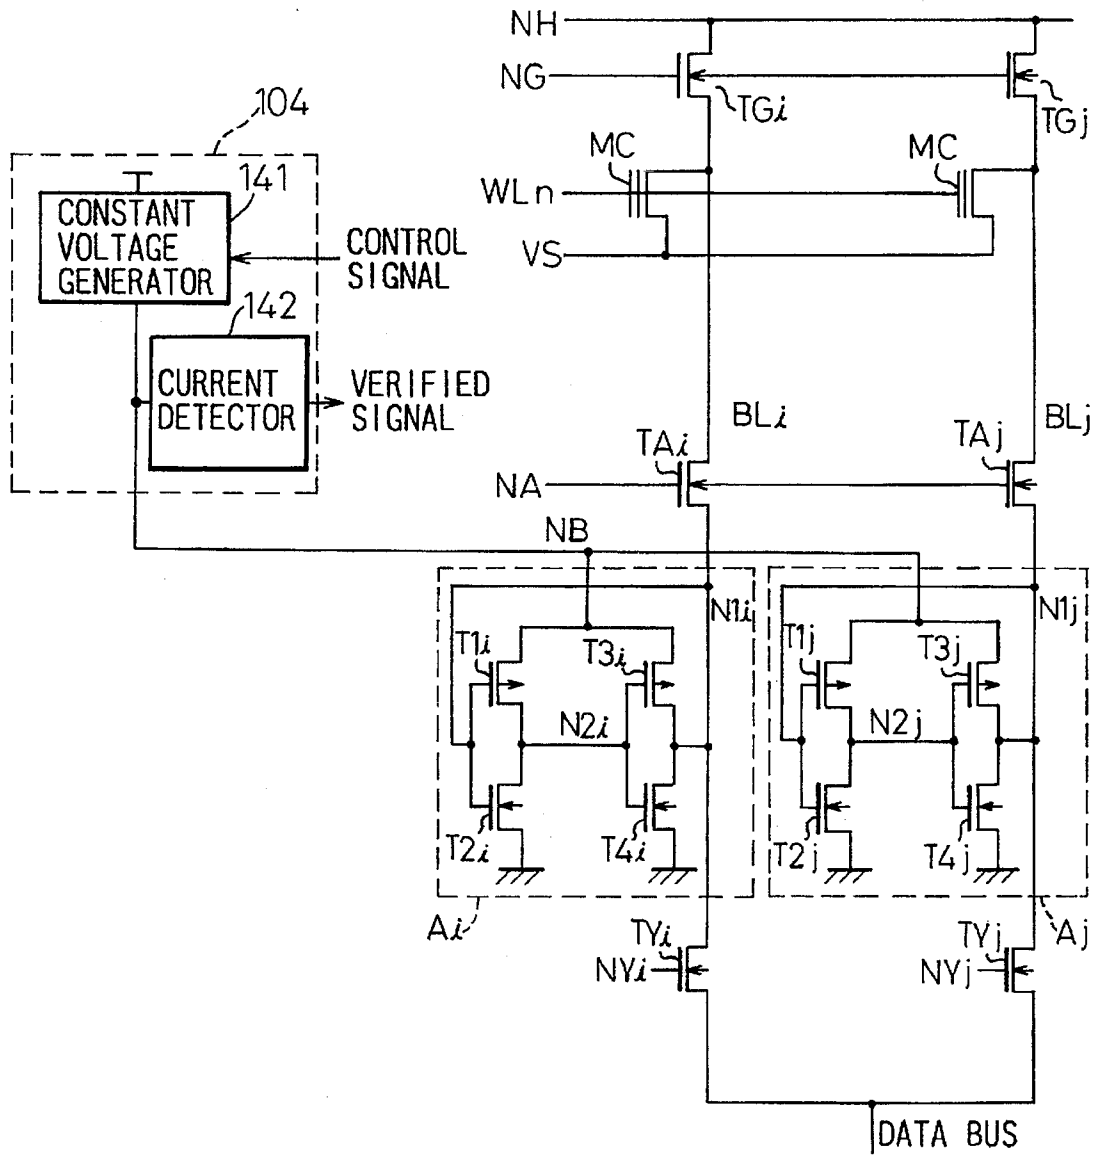 NH
NG
TGi
TGj
104
MC
MC
141
WLn
CONSTANT
VOLTAGE
GENERATOR
CONTROL
SIGNAL
VS
142
CURRENT
DETECTOR
VERIFIED
SIGNAL
BLi
BLj
TAi
TAj
NA
NB
N1i
N1j
T1i
T3i
T1j
T3j
N2i
N2j
T2i
T4i
T2j
T4j
Ai
Aj
TYi
TYj
NYi
NYj
DATA BUS